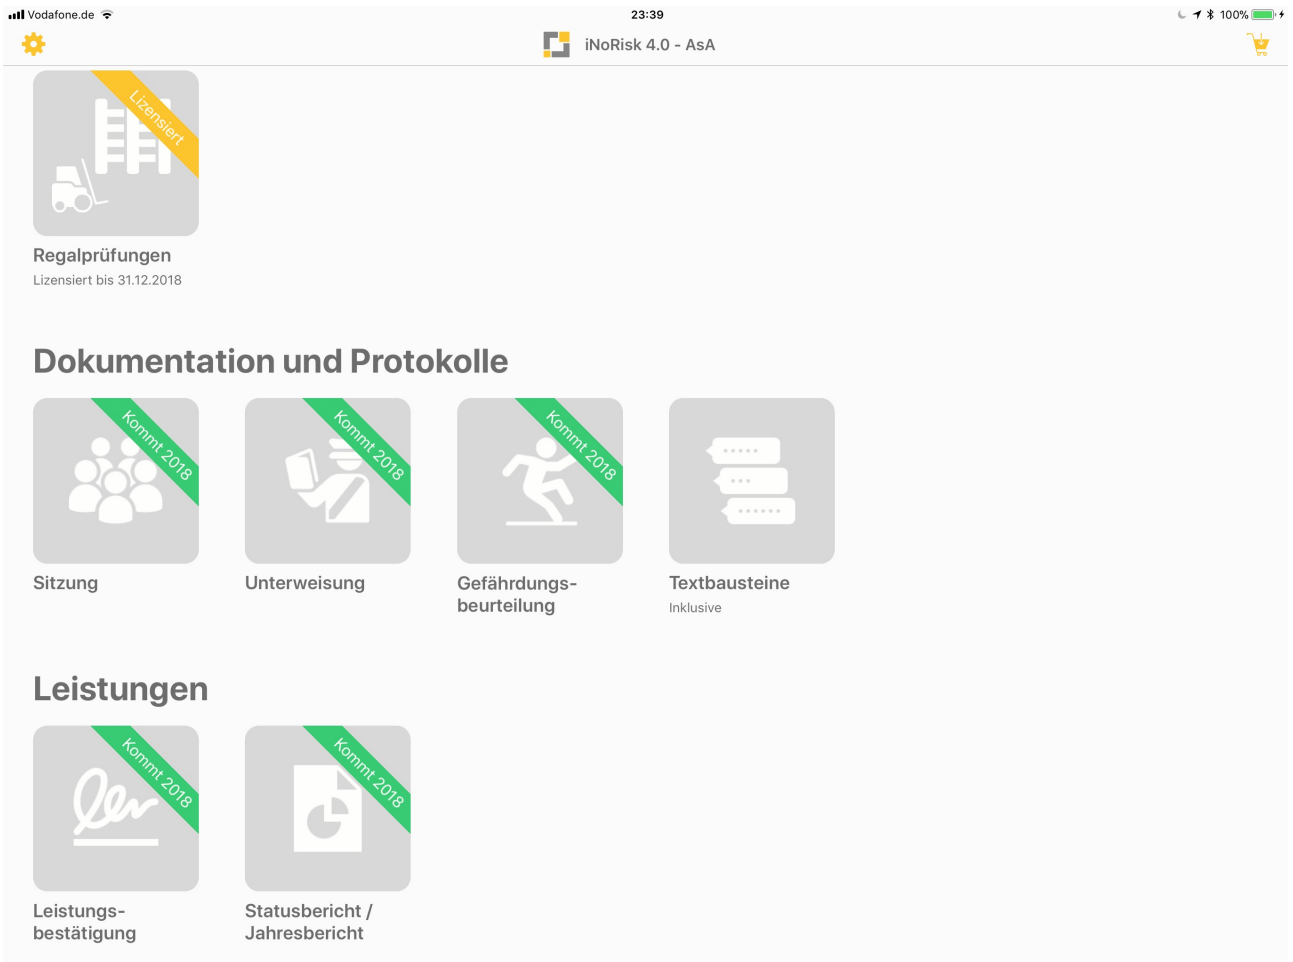 Vodafone.de
23:39
100%
iNoRisk 4.0 - AsA
Lizensiert
Regalprüfungen
Lizensiert bis 31.12.2018
Dokumentation und Protokolle
Kommt 2018
Kommt 2018
Kommt 2018
Sitzung
Unterweisung
Gefährdungs-
beurteilung
Textbausteine
Inklusive
Leistungen
Kommt 2018
Kommt 2018
Leistungs-
bestätigung
Statusbericht /
Jahresbericht